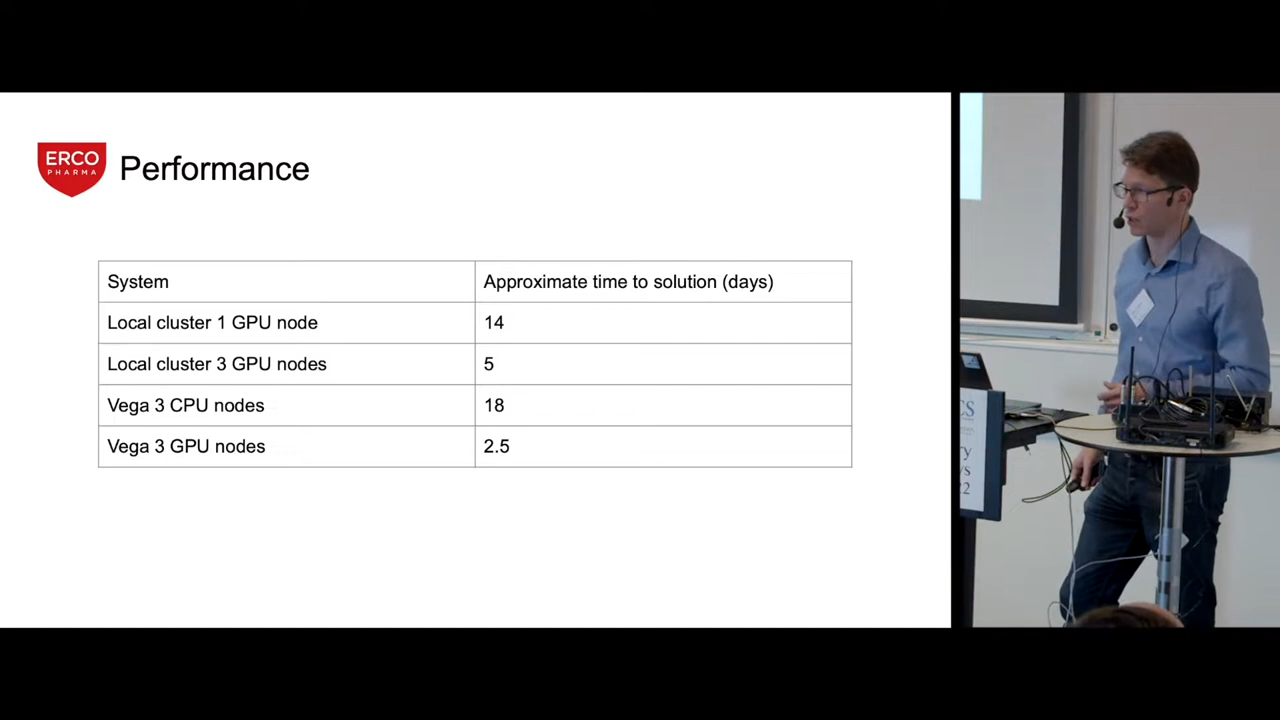 ERCO
PHARMA
Performance
System
Approximate time to solution (days)
Local cluster 1 GPU node
14
Local cluster 3 GPU nodes
5
Vega 3 CPU nodes
18
Vega 3 GPU nodes
2.5